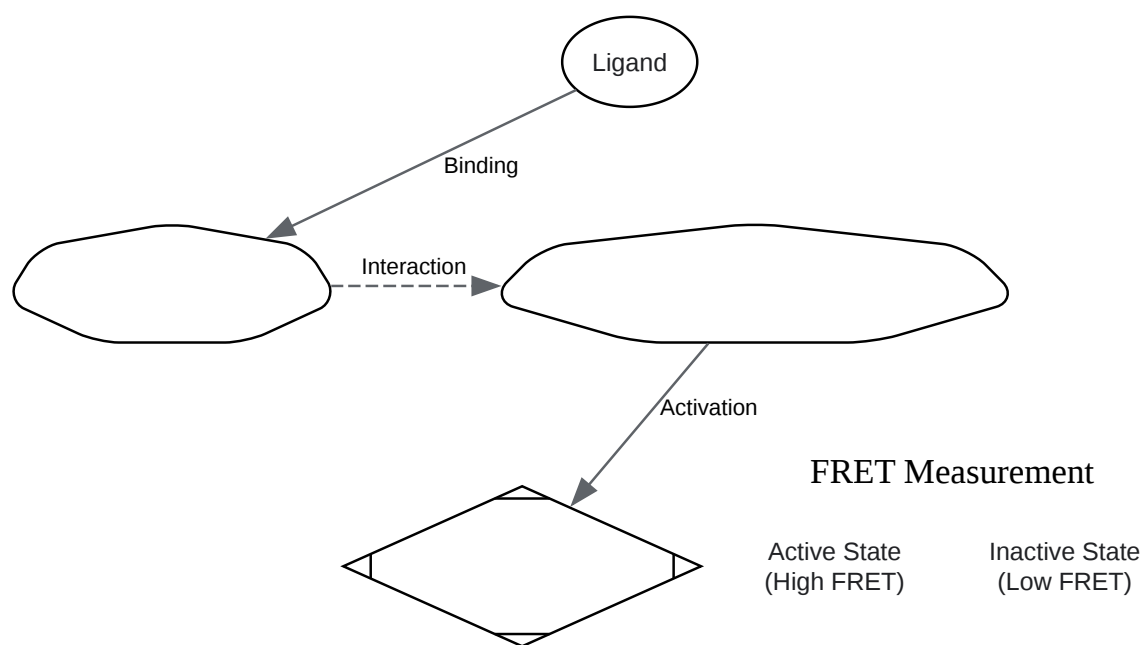 Ligand
Binding
Interaction
Activation
FRET Measurement
Active State
(High FRET)
Inactive State
(Low FRET)